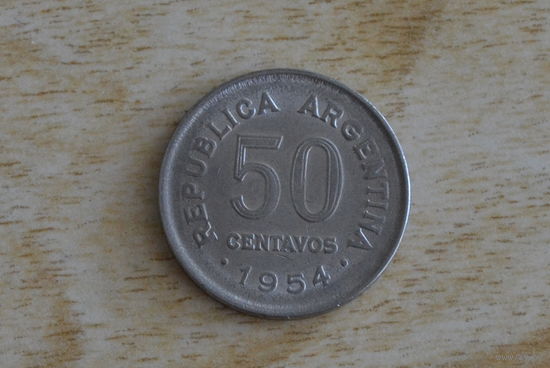 REPUBLICA ARGENTINA
50
CENTAVOS
· 1954 ·